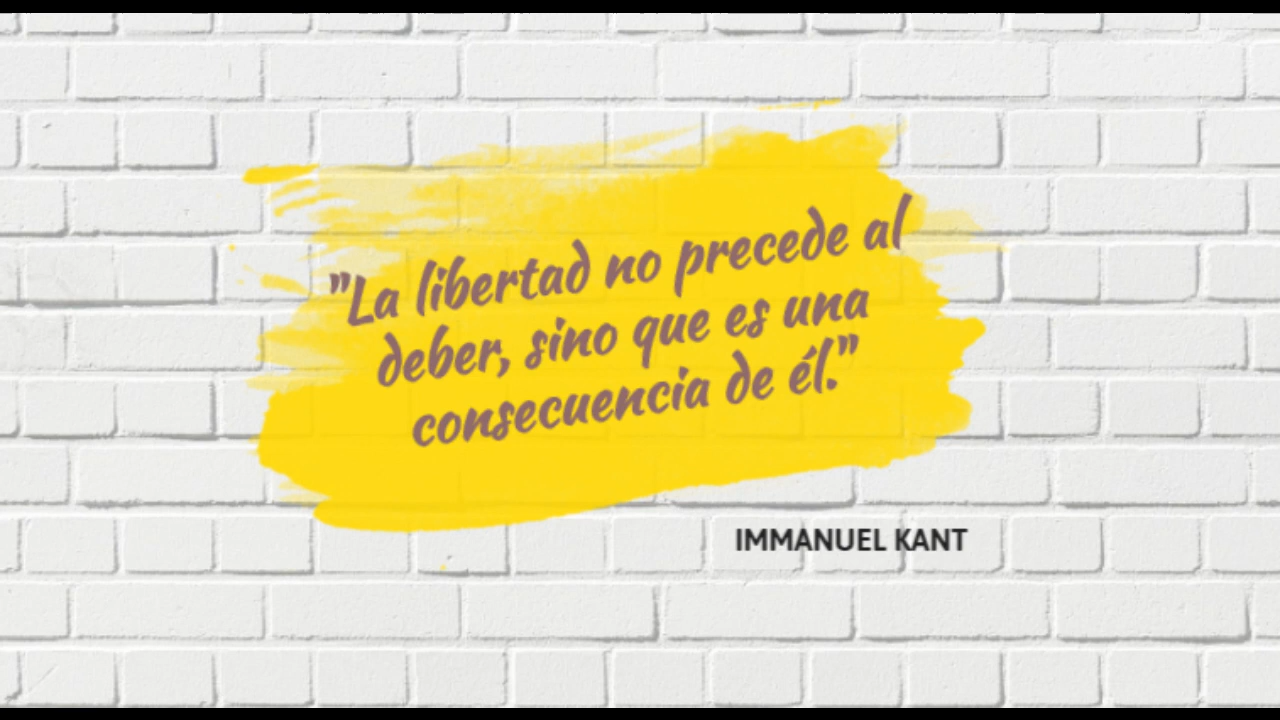 "La libertad no precede al
deber, sino que es una
consecuencia de él."
IMMANUEL KANT